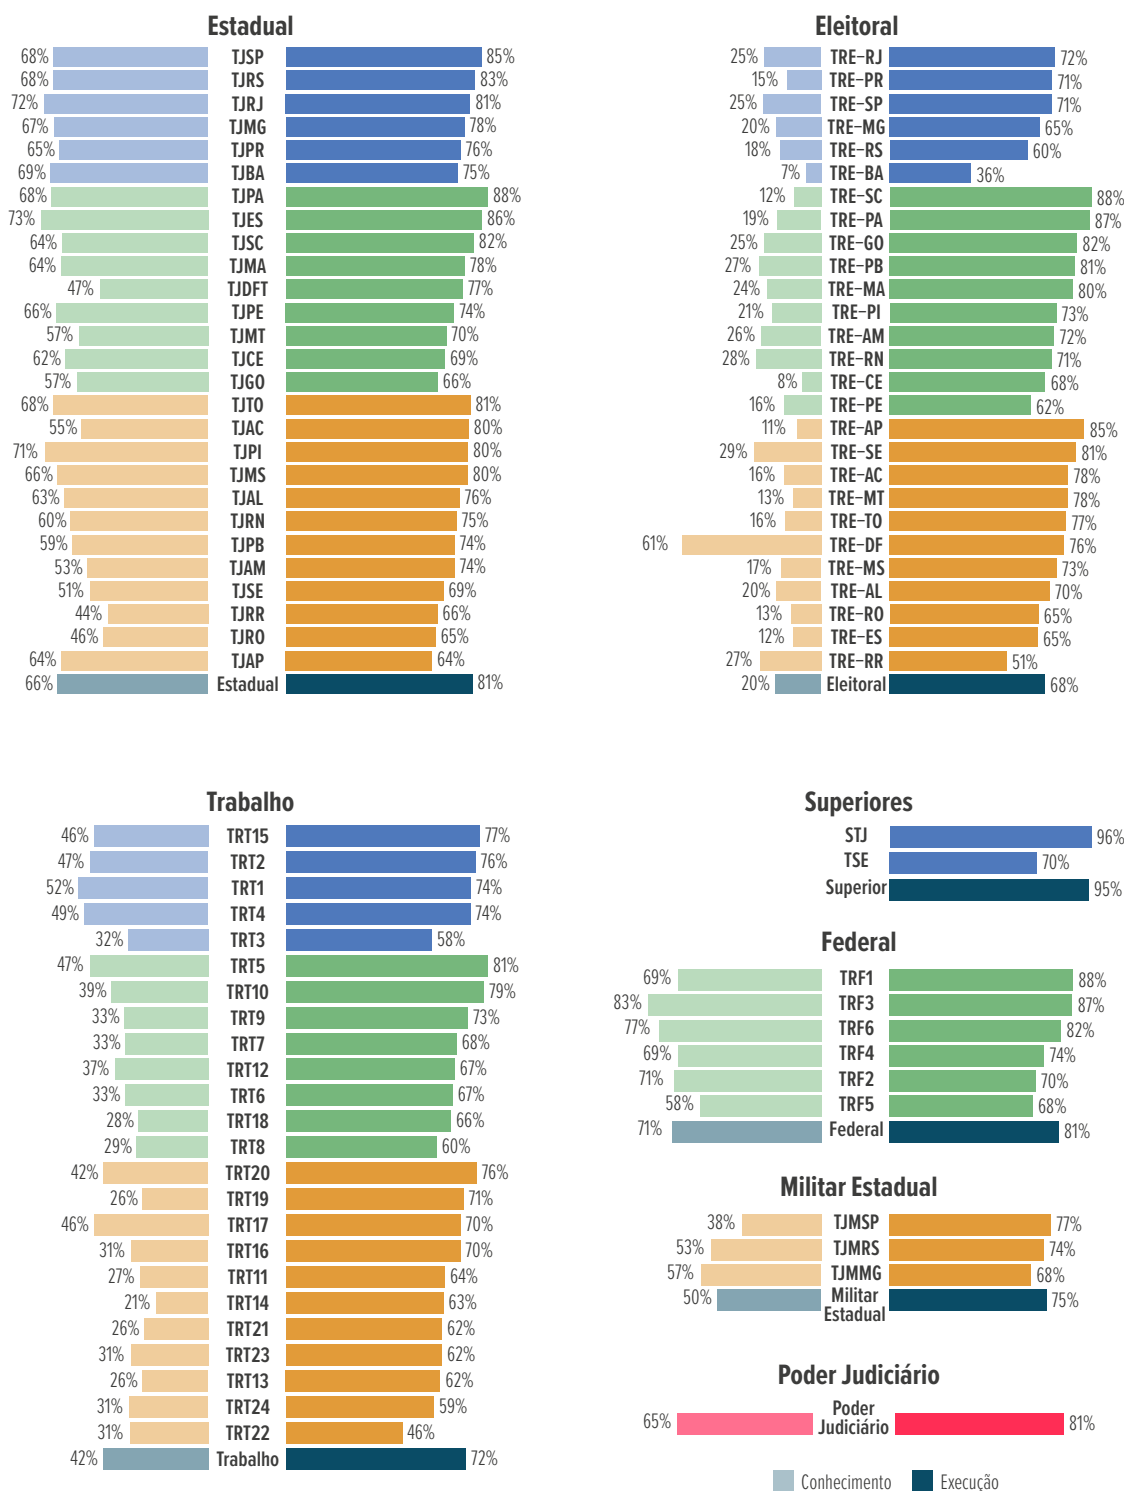 Estadual
68% TJSP 85%
68% TJRS 83%
72% TJRJ 81%
67% TJMG 78%
65% TJPR 76%
69% TJBA 75%
68% TJPA 88%
73% TJES 86%
64% TJSC 82%
64% TJMA 78%
47% TJDFT 77%
66% TJPE 74%
57% TJMT 70%
62% TJCE 69%
57% TJGO 66%
68% TJTO 81%
55% TJAC 80%
71% TJPI 80%
66% TJMS 80%
63% TJAL 76%
60% TJRN 75%
59% TJPB 74%
53% TJAM 74%
51% TJSE 69%
44% TJRR 66%
46% TJRO 65%
64% TJAP 64%
66% Estadual 81%
Eleitoral
25% TRE-RJ 72%
15% TRE-PR 71%
25% TRE-SP 71%
20% TRE-MG 65%
18% TRE-RS 60%
7% TRE-BA 36%
12% TRE-SC 88%
19% TRE-PA 87%
25% TRE-GO 82%
27% TRE-PB 81%
24% TRE-MA 80%
21% TRE-PI 73%
26% TRE-AM 72%
28% TRE-RN 71%
8% TRE-CE 68%
16% TRE-PE 62%
11% TRE-AP 85%
29% TRE-SE 81%
16% TRE-AC 78%
13% TRE-MT 78%
16% TRE-TO 77%
61% TRE-DF 76%
17% TRE-MS 73%
20% TRE-AL 70%
13% TRE-RO 65%
12% TRE-ES 65%
27% TRE-RR 51%
20% Eleitoral 68%
Trabalho
46% TRT15 77%
47% TRT2 76%
52% TRT1 74%
49% TRT4 74%
32% TRT3 58%
47% TRT5 81%
39% TRT10 79%
33% TRT9 73%
33% TRT7 68%
37% TRT12 67%
33% TRT6 67%
28% TRT18 66%
29% TRT8 60%
42% TRT20 76%
26% TRT19 71%
46% TRT17 70%
31% TRT16 70%
27% TRT11 64%
21% TRT14 63%
26% TRT21 62%
31% TRT23 62%
26% TRT13 62%
31% TRT24 59%
31% TRT22 46%
42% Trabalho 72%
Superiores
STJ 96%
TSE 70%
Superior 95%
Federal
69% TRF1 88%
83% TRF3 87%
77% TRF6 82%
69% TRF4 74%
71% TRF2 70%
58% TRF5 68%
71% Federal 81%
Militar Estadual
38% TJMSP 77%
53% TJMRS 74%
57% TJMMG 68%
50% Militar 75%
Estadual
Poder Judiciário
Poder
65% Judiciário 81%
Conhecimento Execução